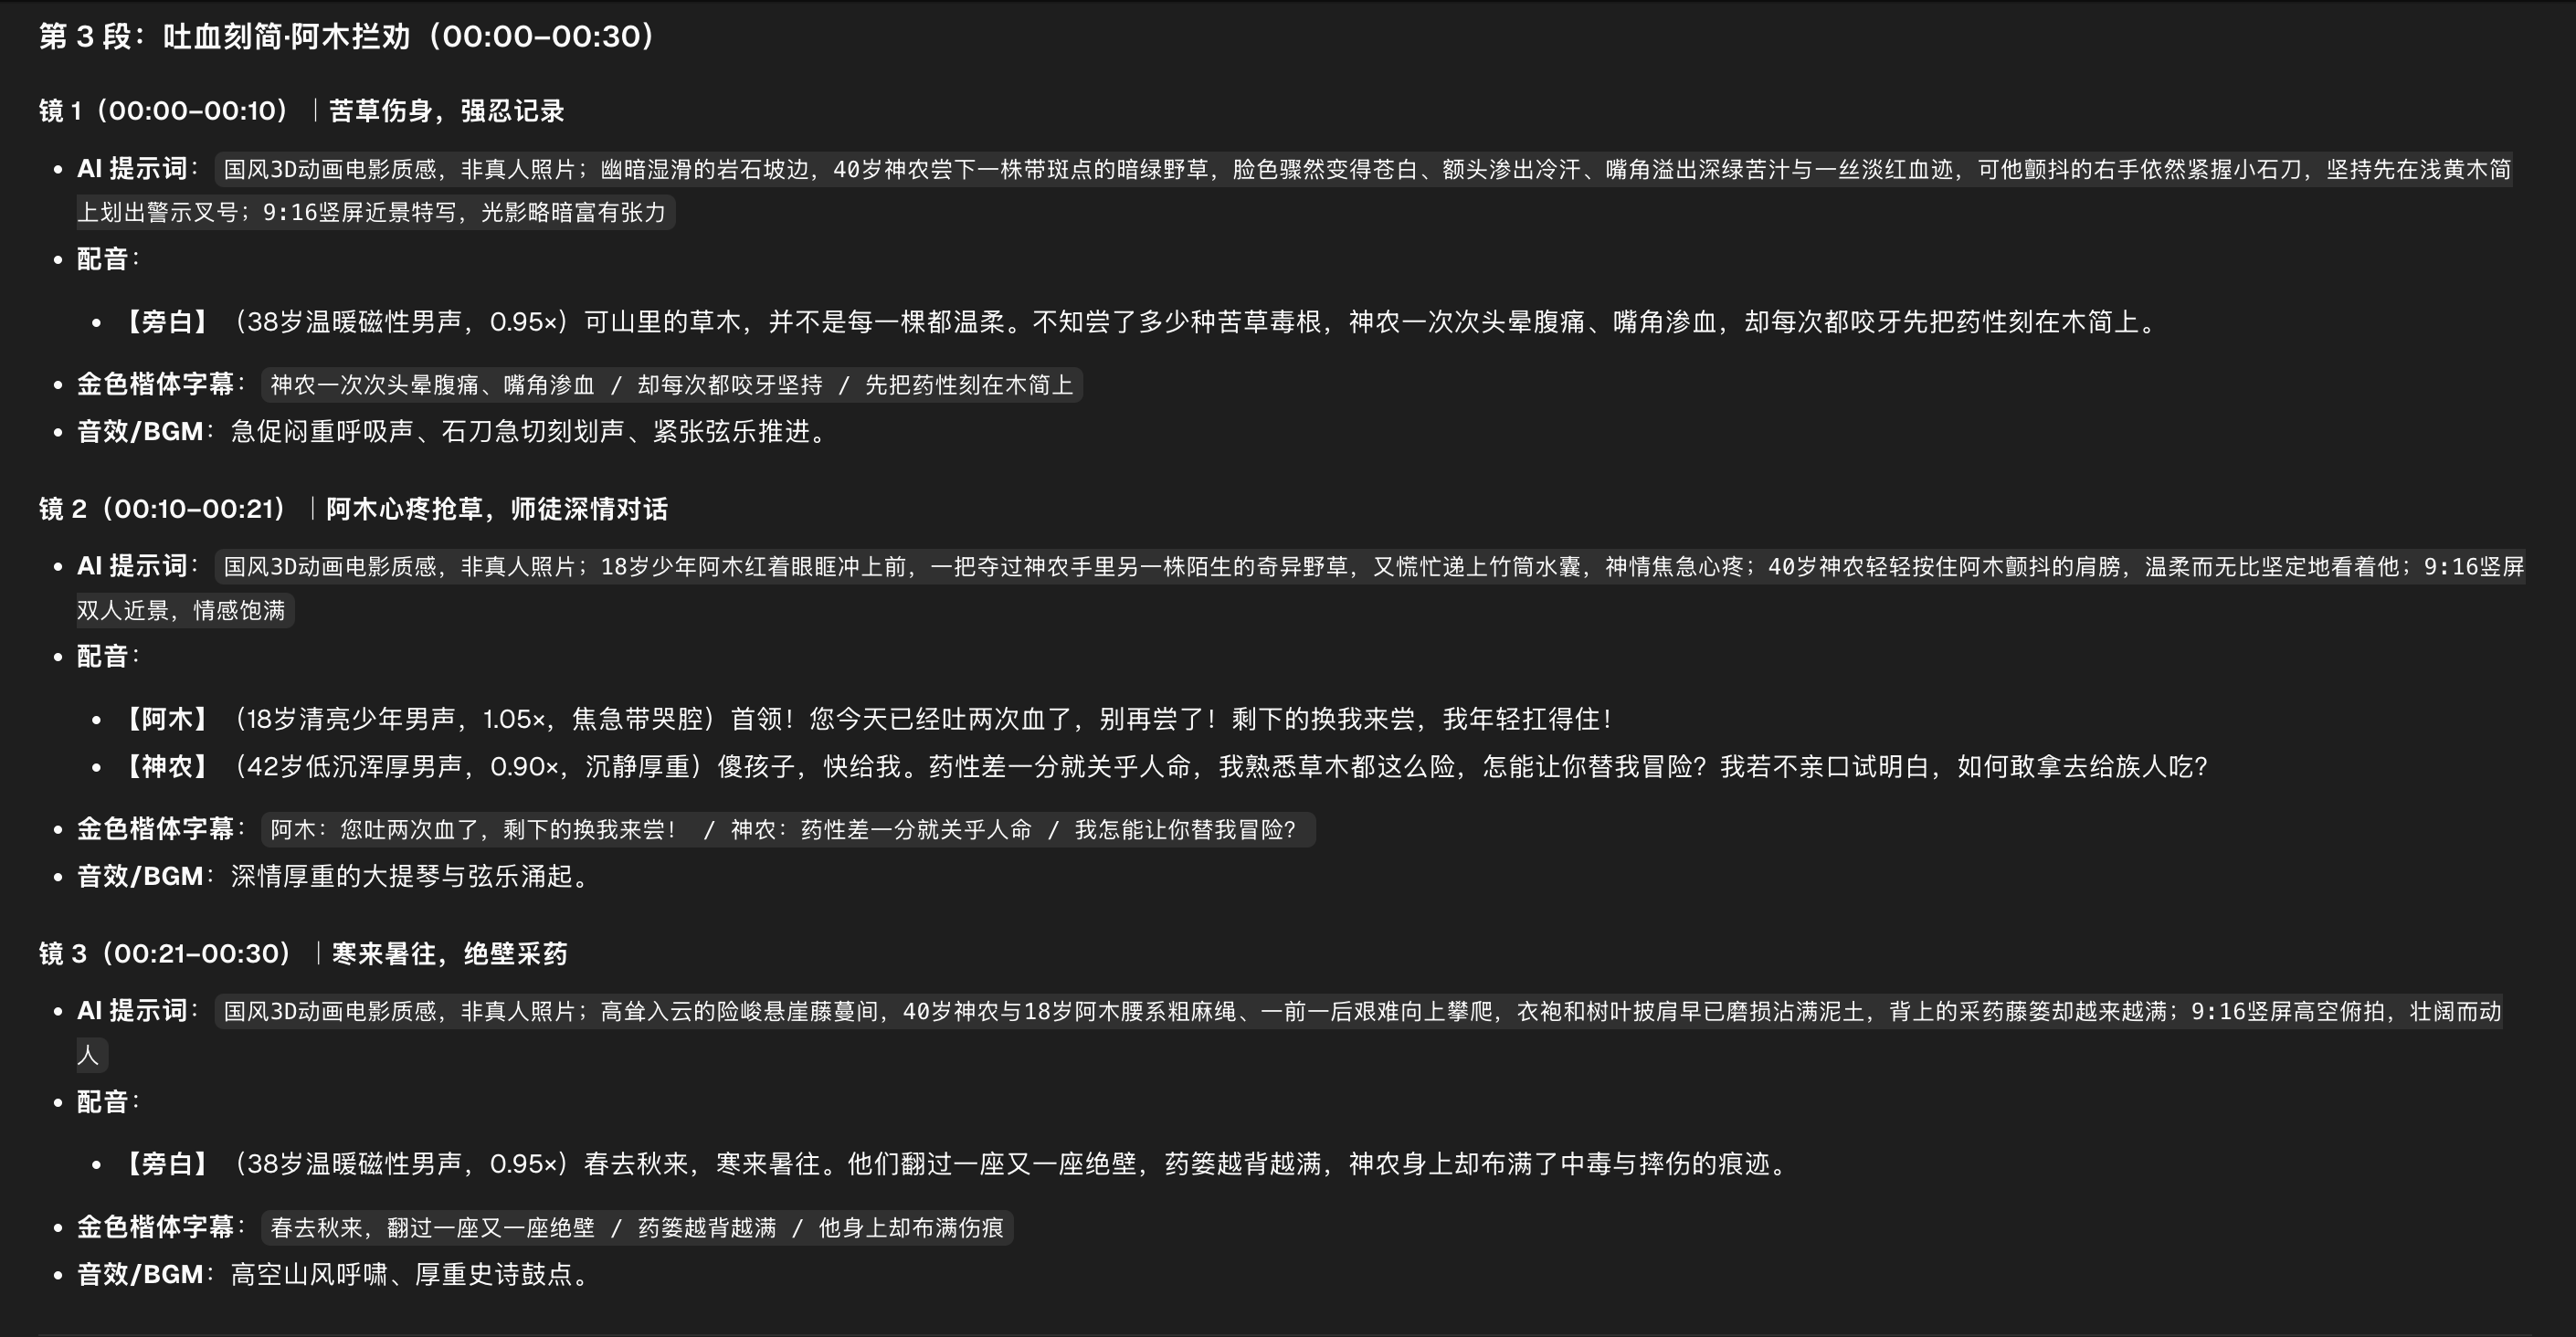 第 3 段：吐血刻简·阿木拦劝（00:00–00:30）
镜 1（00:00–00:10）｜苦草伤身，强忍记录
• AI 提示词： 国风3D动画电影质感，非真人照片；幽暗湿滑的岩石坡边，40岁神农尝下一株带斑点的暗绿野草，脸色骤然变得苍白、额头渗出冷汗、嘴角溢出深绿苦汁与一丝淡红血迹，可他颤抖的右手依然紧握小石刀，坚持先在浅黄木简
上划出警示叉号；9:16竖屏近景特写，光影略暗富有张力
• 配音：
• 【旁白】（38岁温暖磁性男声，0.95×）可山里的草木，并不是每一棵都温柔。不知尝了多少种苦草毒根，神农一次次头晕腹痛、嘴角渗血，却每次都咬牙先把药性刻在木简上。
• 金色楷体字幕： 神农一次次头晕腹痛、嘴角渗血 / 却每次都咬牙坚持 / 先把药性刻在木简上
• 音效/BGM：急促闷重呼吸声、石刀急切刻划声、紧张弦乐推进。
镜 2（00:10–00:21）｜阿木心疼抢草，师徒深情对话
• AI 提示词： 国风3D动画电影质感，非真人照片；18岁少年阿木红着眼眶冲上前，一把夺过神农手里另一株陌生的奇异野草，又慌忙递上竹筒水囊，神情焦急心疼；40岁神农轻轻按住阿木颤抖的肩膀，温柔而无比坚定地看着他；9:16竖屏
双人近景，情感饱满
• 配音：
• 【阿木】（18岁清亮少年男声，1.05×，焦急带哭腔）首领！您今天已经吐两次血了，别再尝了！剩下的换我来尝，我年轻扛得住！
• 【神农】（42岁低沉浑厚男声，0.90×，沉静厚重）傻孩子，快给我。药性差一分就关乎人命，我熟悉草木都这么险，怎能让你替我冒险？我若不亲口试明白，如何敢拿去给族人吃？
• 金色楷体字幕： 阿木：您吐两次血了，剩下的换我来尝！ / 神农：药性差一分就关乎人命 / 我怎能让你替我冒险？
• 音效/BGM：深情厚重的大提琴与弦乐涌起。
镜 3（00:21–00:30）｜寒来暑往，绝壁采药
• AI 提示词： 国风3D动画电影质感，非真人照片；高耸入云的险峻悬崖藤蔓间，40岁神农与18岁阿木腰系粗麻绳、一前一后艰难向上攀爬，衣袍和树叶披肩早已磨损沾满泥土，背上的采药藤篓却越来越满；9:16竖屏高空俯拍，壮阔而动
人
• 配音：
• 【旁白】（38岁温暖磁性男声，0.95×）春去秋来，寒来暑往。他们翻过一座又一座绝壁，药篓越背越满，神农身上却布满了中毒与摔伤的痕迹。
• 金色楷体字幕： 春去秋来，翻过一座又一座绝壁 / 药篓越背越满 / 他身上却布满伤痕
• 音效/BGM：高空山风呼啸、厚重史诗鼓点。